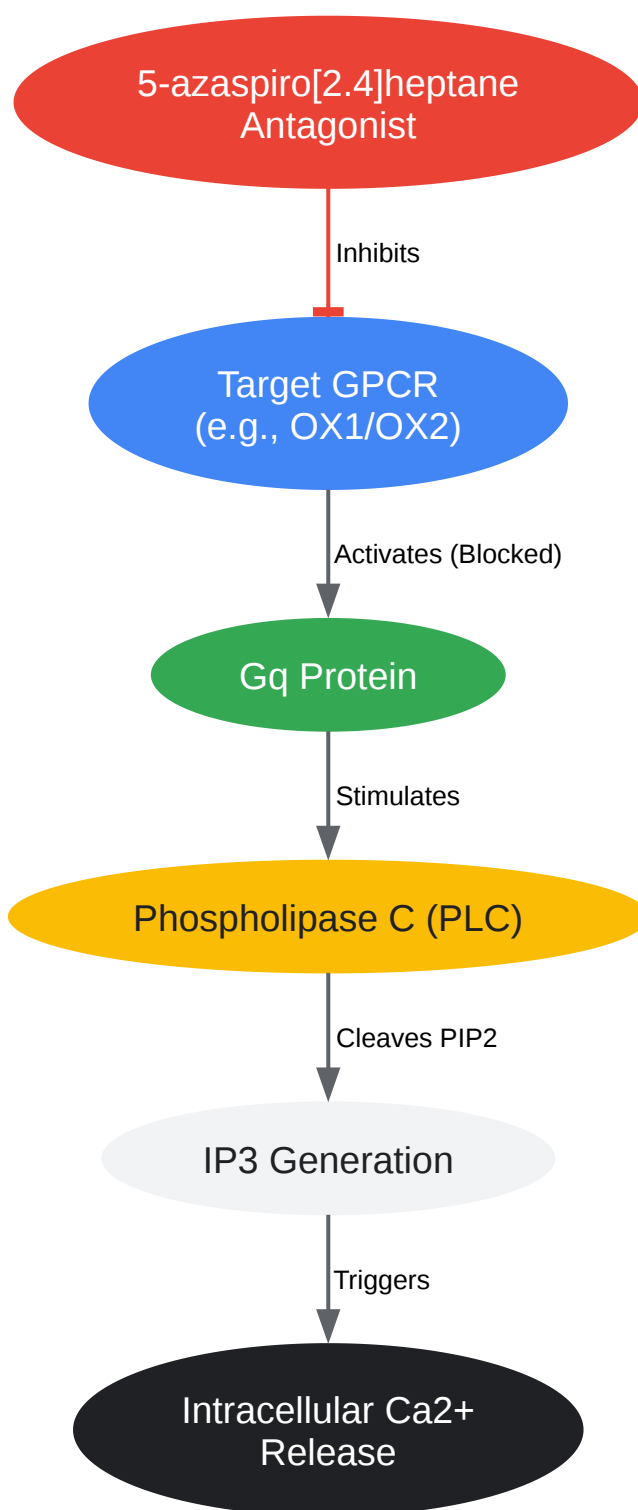 5-azaspiro[2.4]heptane
Antagonist
Inhibits
Target GPCR
(e.g., OX1/OX2)
Activates (Blocked)
Gq Protein
Stimulates
Phospholipase C (PLC)
Cleaves PIP2
IP3 Generation
Triggers
Intracellular Ca2+
Release